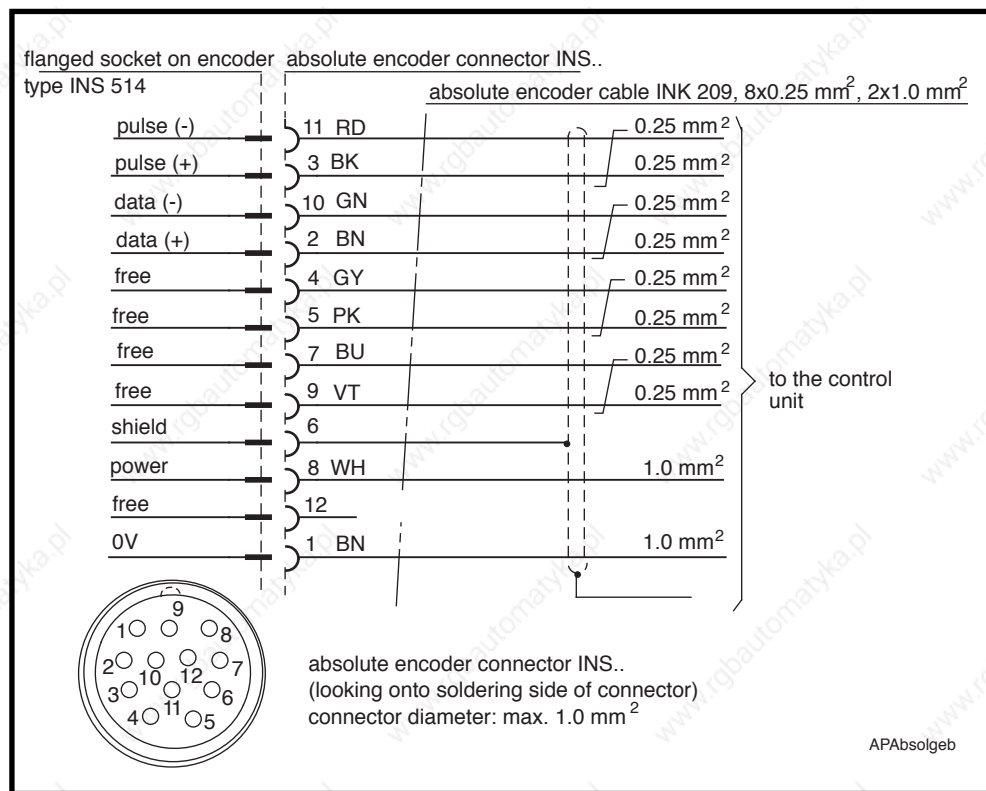 flanged socket on encoder absolute encoder connector INS..
type INS 514
absolute encoder cable INK 209, 8x0.25 mm², 2x1.0 mm²
pulse (-) 11 RD 0.25 mm²
pulse (+) 3 BK 0.25 mm²
data (-) 10 GN 0.25 mm²
data (+) 2 BN 0.25 mm²
free 4 GY 0.25 mm²
free 5 PK 0.25 mm²
free 7 BU 0.25 mm²
free 9 VT 0.25 mm²
to the control
unit
shield 6
power 8 WH 1.0 mm²
free 12
0V 1 BN 1.0 mm²
9
1 8
2 10 12 7
3 11 6
4 5
absolute encoder connector INS..
(looking onto soldering side of connector)
connector diameter: max. 1.0 mm²
APAbsolgeb
www.rgbautomatyka.pl